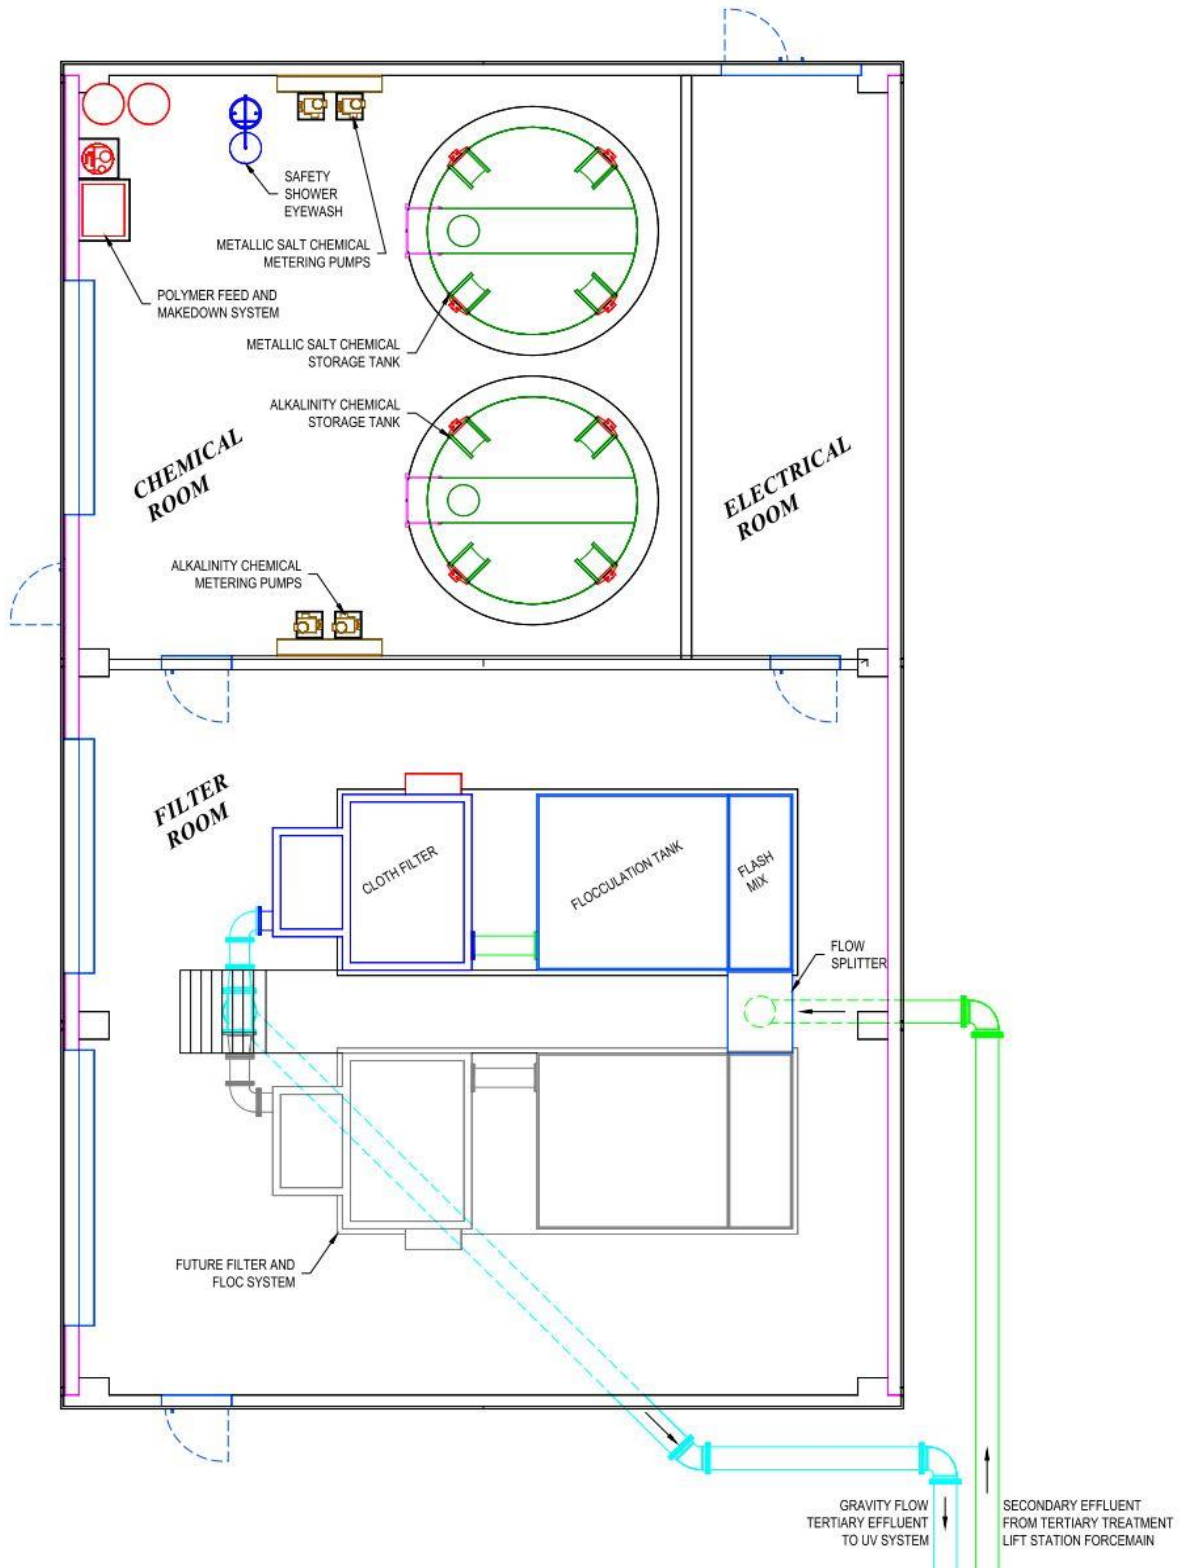 SAFETY
SHOWER
EYEWASH
METALLIC SALT CHEMICAL
METERING PUMPS
POLYMER FEED AND
MAKEDOWN SYSTEM
METALLIC SALT CHEMICAL
STORAGE TANK
ALKALINITY CHEMICAL
STORAGE TANK
CHEMICAL
ROOM
ELECTRICAL
ROOM
ALKALINITY CHEMICAL
METERING PUMPS
FILTER
ROOM
CLOTH FILTER
FLOCCULATION TANK
FLASH
MIX
FLOW
SPLITTER
FUTURE FILTER AND
FLOC SYSTEM
GRAVITY FLOW
TERTIARY EFFLUENT
TO UV SYSTEM
SECONDARY EFFLUENT
FROM TERTIARY TREATMENT
LIFT STATION FORCEMAIN